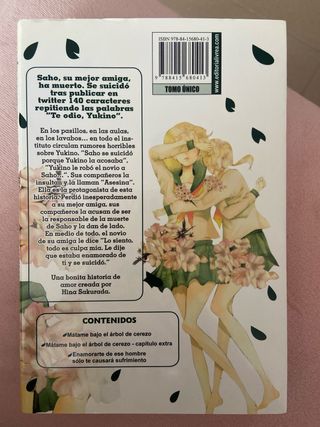 ISBN 978-84-15680-41-3
9 788415 680413
TOMO ÚNICO
www.editorialivrea.com
Saho, su mejor amiga,
ha muerto. Se suicidó
tras publicar en
twitter 140 caracteres
repitiendo las palabras
"Te odio, Yukino".
En los pasillos, en las aulas,
en los lavabos... en todo el insti-
tuto circulan rumores horribles
sobre Yukino. "Saho se suicidó
porque Yukino la acosaba",
"Yukino le robó el novio a
Saho...". Sus compañeros la
insultan y la llaman "Asesina".
Ella es la protagonista de esta
historia. Perdió inesperadamente
a su mejor amiga, sus
compañeros la acusan de ser
la responsable de la muerte
de Saho y la dan de lado.
En medio de todo, el novio de
su amiga le dice "Lo siento,
todo es culpa mía. Le dije
que estaba enamorado de
ti y se suicidó".
Una bonita historia de
amor creada por
Hina Sakurada.
CONTENIDOS
Mátame bajo el árbol de cerezo
Mátame bajo el árbol de cerezo - capítulo extra
Enamorarte de ese hombre
sólo te causará sufrimiento